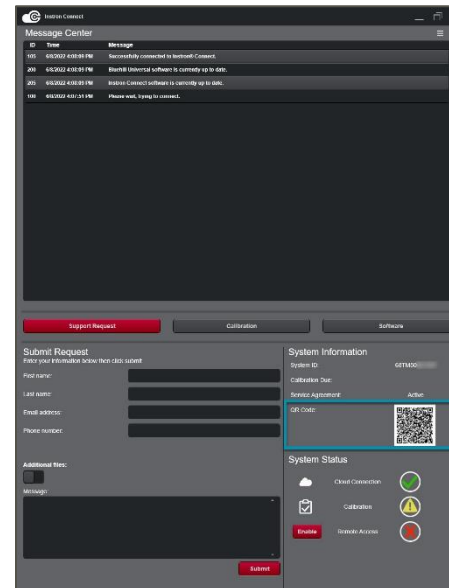 Instron Connect
Message Center
ID Time Message
105 6/8/2022 4:08:09 PM Successfully connected to Instron® Connect.
200 6/8/2022 4:08:09 PM Bluehill Universal software is currently up to date.
205 6/8/2022 4:08:09 PM Instron Connect software is currently up to date.
100 6/8/2022 4:07:51 PM Please wait, trying to connect.
Support Request Calibration Software
Submit Request
Enter your information below then click submit
First name:
Last name:
Email address:
Phone number:
Additional files:
Message:
Submit
System Information
System ID:
Calibration Due:
Service Agreement: Active
QR Code:
System Status
Cloud Connection
Calibration
Enable Remote Access